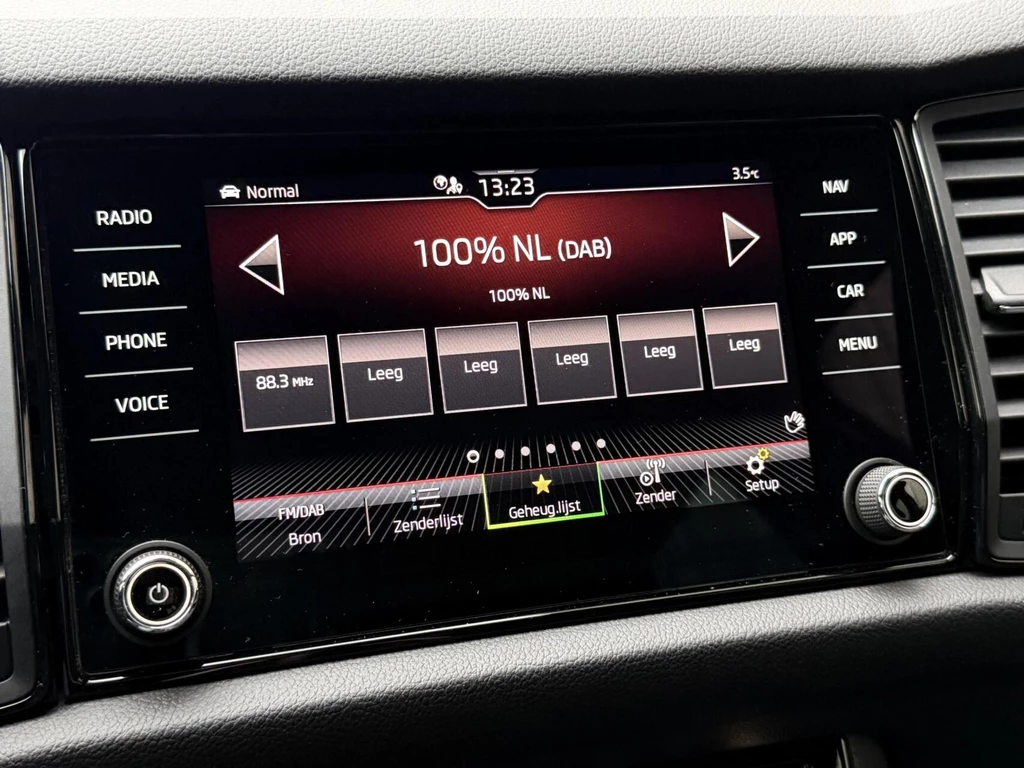 RADIO
MEDIA
PHONE
VOICE
Normal
13:23
3.5°C
100% NL (DAB)
100% NL
88.3 MHz
Leeg
Leeg
Leeg
Leeg
Leeg
FM/DAB
Bron
Zenderlijst
Geheug.lijst
Zender
Setup
NAV
APP
CAR
MENU